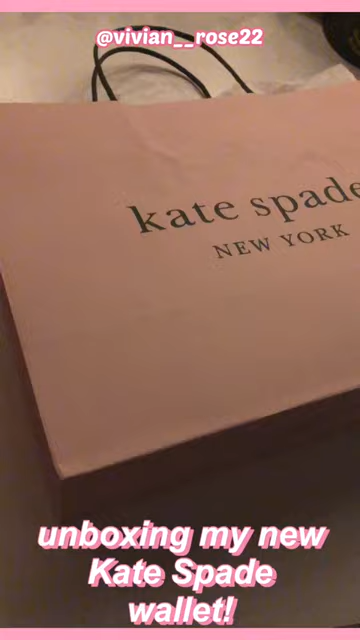 @vivian__rose22
kate spade
NEW YORK
unboxing my new
Kate Spade
wallet!